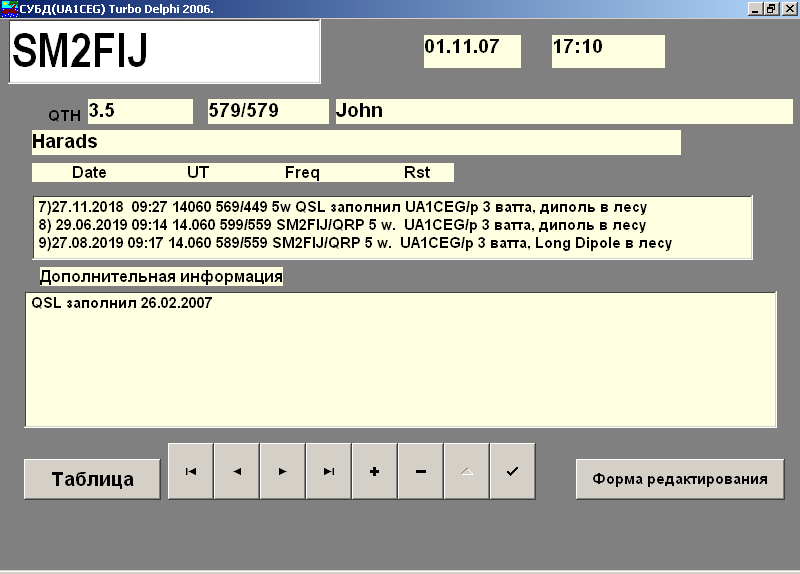 СУБД(UA1CEG) Turbo Delphi 2006.
SM2FIJ
01.11.07 17:10
QTH 3.5 579/579 John
Harads
Date UT Freq Rst
7)27.11.2018 09:27 14060 569/449 5w QSL заполнил UA1CEG/p 3 ватта, диполь в лесу
8) 29.06.2019 09:14 14.060 599/559 SM2FIJ/QRP 5 w. UA1CEG/p 3 ватта, диполь в лесу
9)27.08.2019 09:17 14.060 589/559 SM2FIJ/QRP 5 w. UA1CEG/p 3 ватта, Long Dipole в лесу
Дополнительная информация
QSL заполнил 26.02.2007
Таблица
Форма редактирования